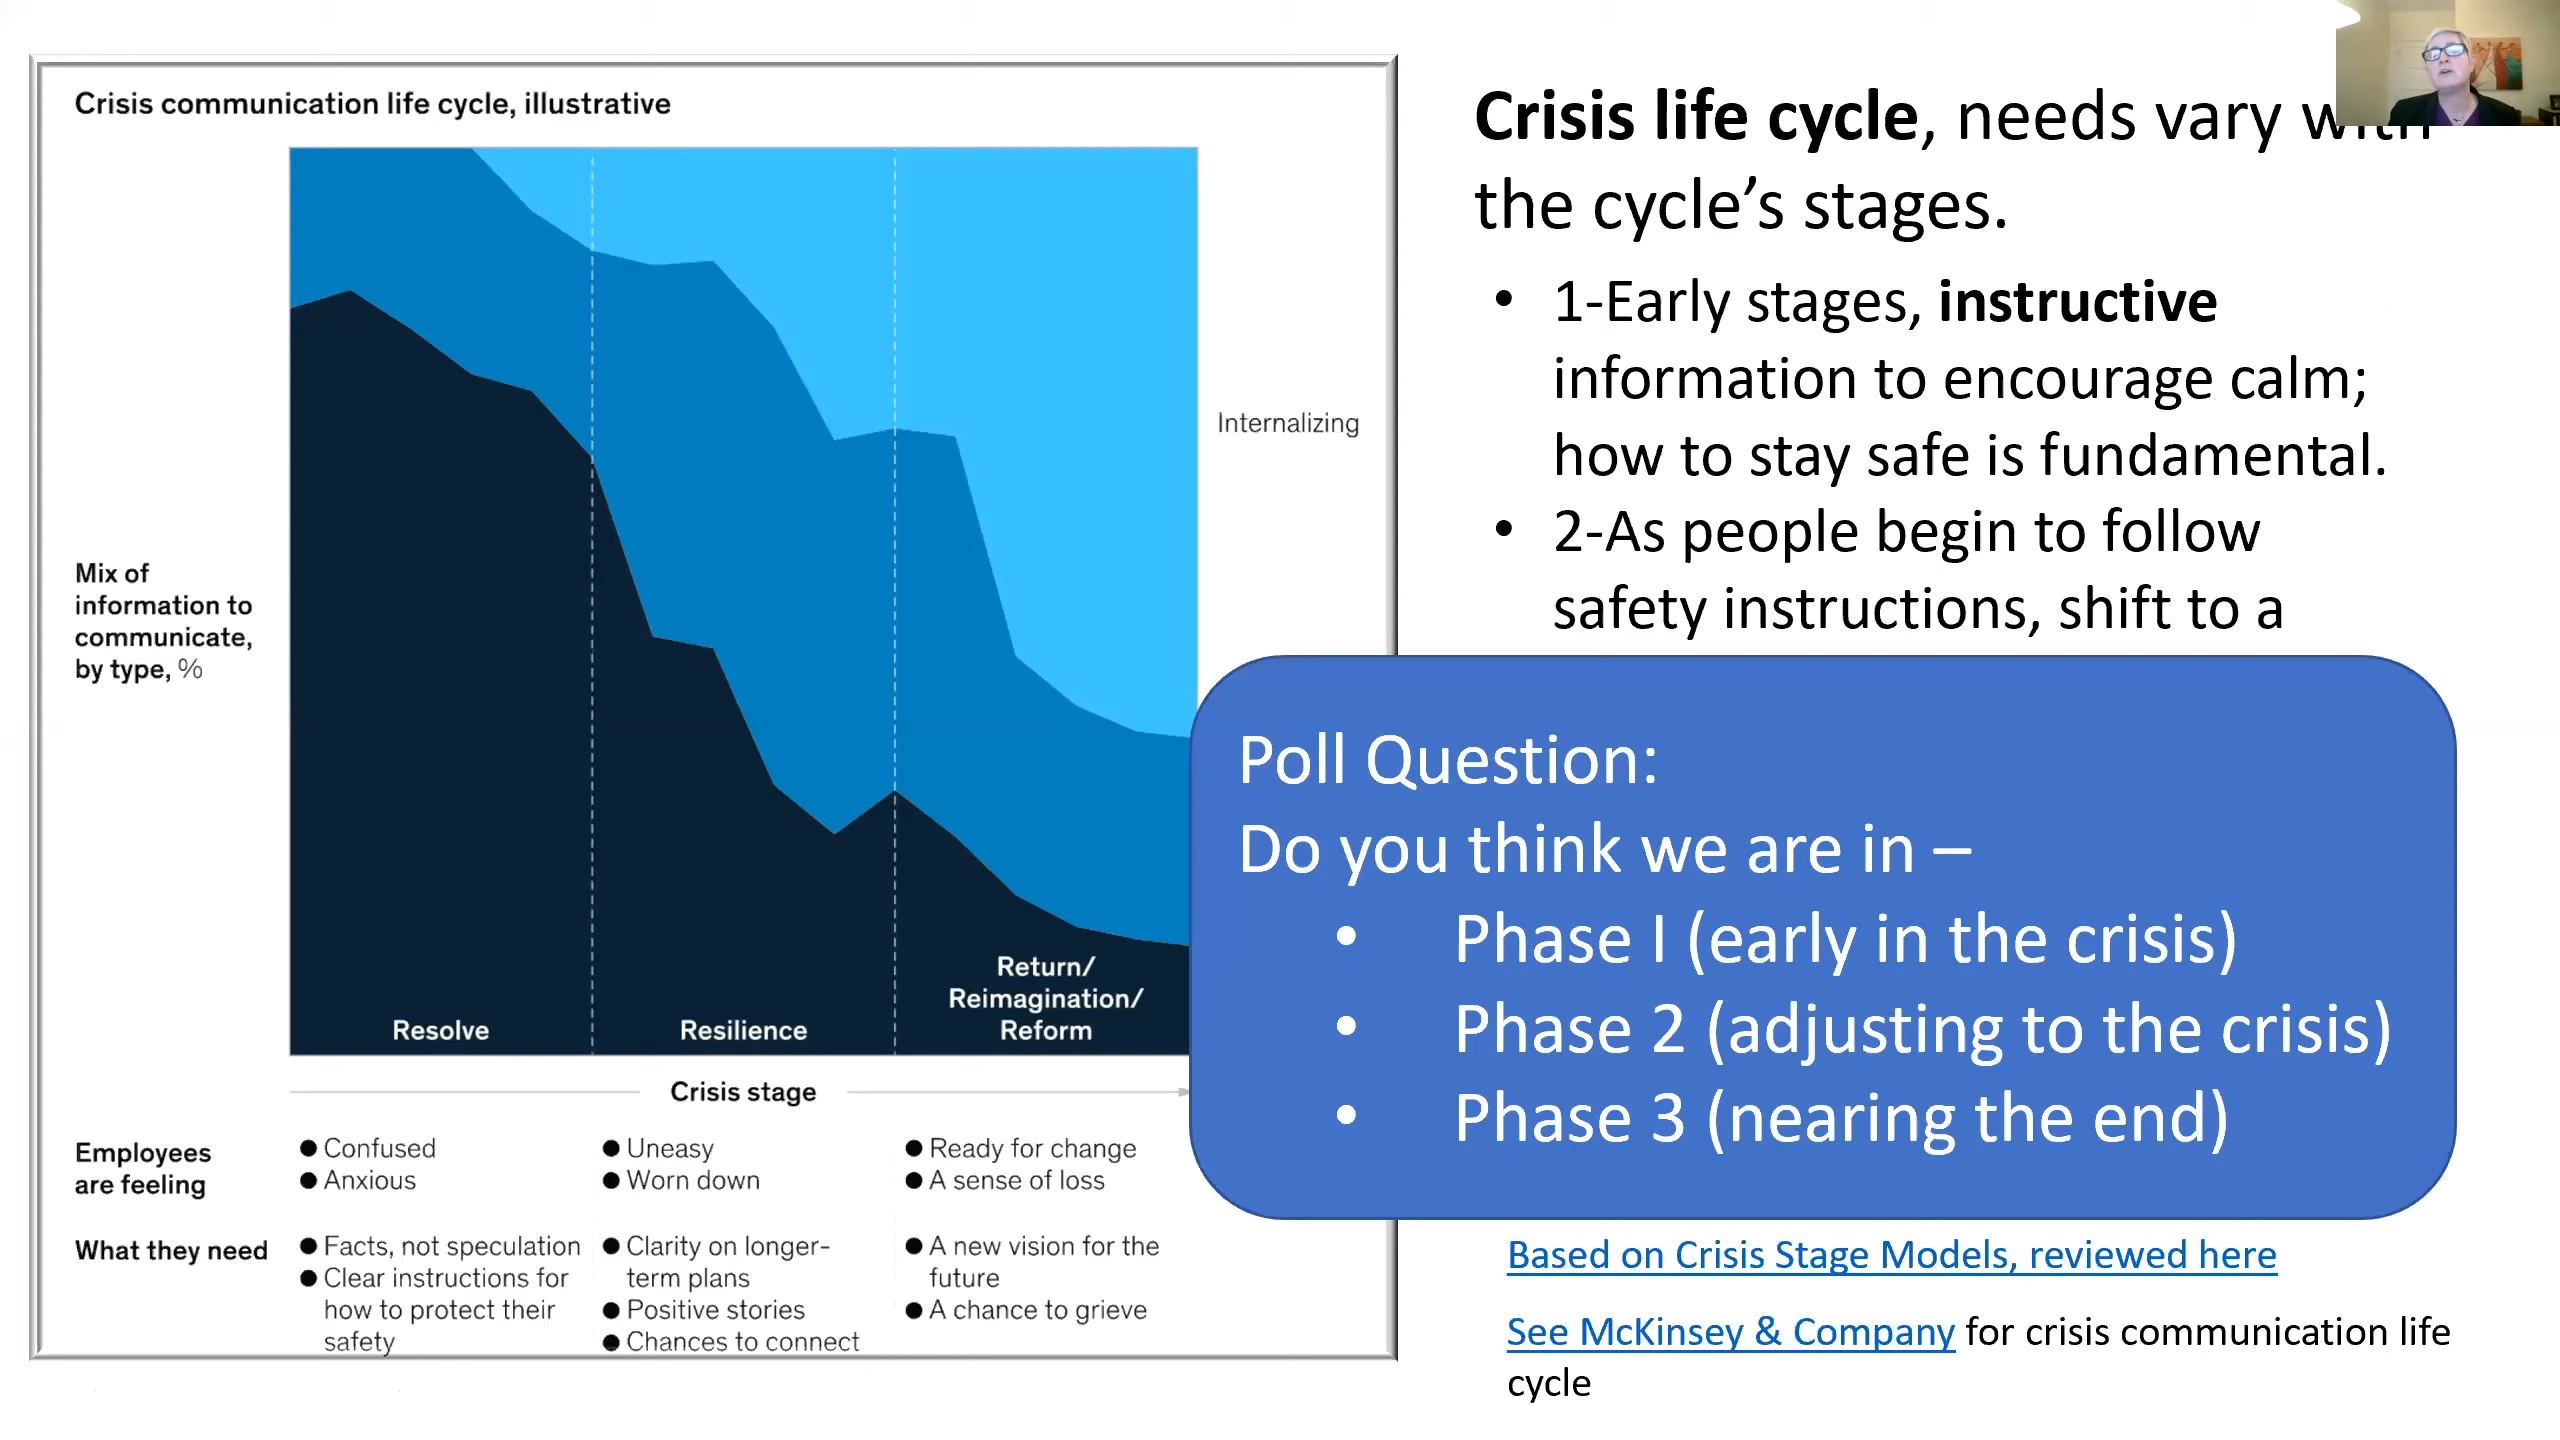 Crisis communication life cycle, illustrative
Internalizing
Mix of
information to
communicate,
by type, %
Resolve
Resilience
Return/
Reimagination/
Reform
Crisis stage
Employees
are feeling
● Confused
● Anxious
● Uneasy
● Worn down
● Ready for change
● A sense of loss
What they need
● Facts, not speculation
● Clear instructions for
how to protect their
safety
● Clarity on longer-
term plans
● Positive stories
● Chances to connect
● A new vision for the
future
● A chance to grieve
Crisis life cycle, needs vary with
the cycle’s stages.
• 1-Early stages, instructive
information to encourage calm;
how to stay safe is fundamental.
• 2-As people begin to follow
safety instructions, shift to a
Poll Question:
Do you think we are in –
• Phase I (early in the crisis)
• Phase 2 (adjusting to the crisis)
• Phase 3 (nearing the end)
Based on Crisis Stage Models, reviewed here
See McKinsey & Company for crisis communication life
cycle